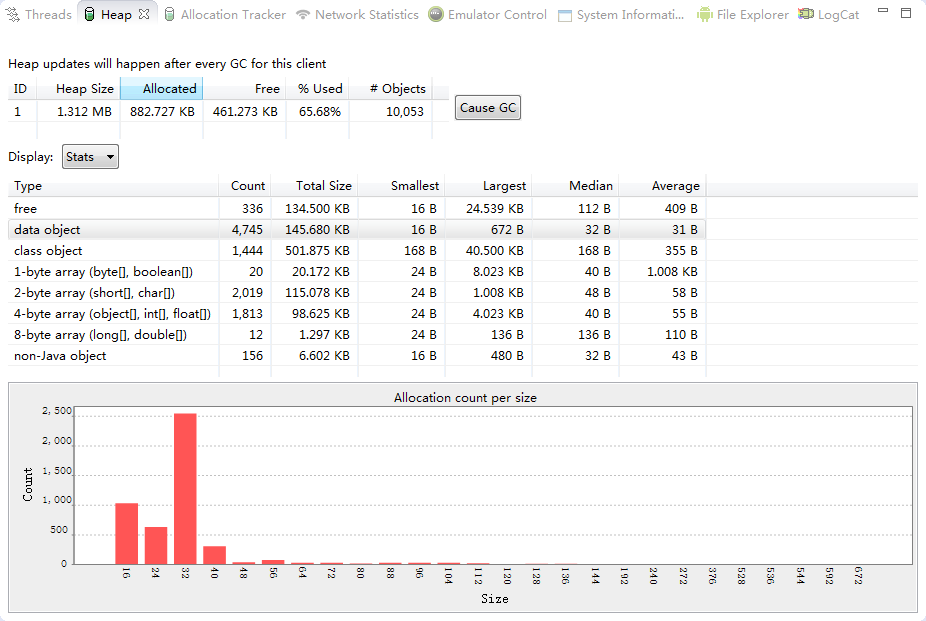 Threads Heap Allocation Tracker Network Statistics Emulator Control System Informati... File Explorer LogCat
Heap updates will happen after every GC for this client
ID Heap Size Allocated Free % Used # Objects
1 1.312 MB 882.727 KB 461.273 KB 65.68% 10,053
Cause GC
Display: Stats
Type Count Total Size Smallest Largest Median Average
free 336 134.500 KB 16 B 24.539 KB 112 B 409 B
data object 4,745 145.680 KB 16 B 672 B 32 B 31 B
class object 1,444 501.875 KB 168 B 40.500 KB 168 B 355 B
1-byte array (byte[], boolean[]) 20 20.172 KB 24 B 8.023 KB 40 B 1.008 KB
2-byte array (short[], char[]) 2,019 115.078 KB 24 B 1.008 KB 48 B 58 B
4-byte array (object[], int[], float[]) 1,813 98.625 KB 24 B 4.023 KB 40 B 55 B
8-byte array (long[], double[]) 12 1.297 KB 24 B 136 B 136 B 110 B
non-Java object 156 6.602 KB 16 B 480 B 32 B 43 B
Allocation count per size
2,500
2,000
1,500
1,000
500
0
Count
16 24 32 40 48 56 64 72 80 88 96 104 112 120 128 136 144 192 240 272 376 528 536 544 592 672
Size